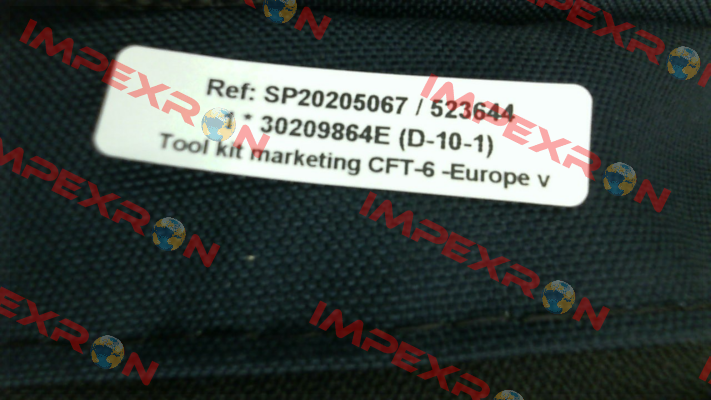 Ref: SP20205067 / 523644
1 * 30209864E (D-10-1)
Tool kit marketing CFT-6 -Europe v
IMPEXRON
IMPEXRON
IMPEXRON
IMPEXRON
IMPEXRON
IMPEXRON
IMPEXRON